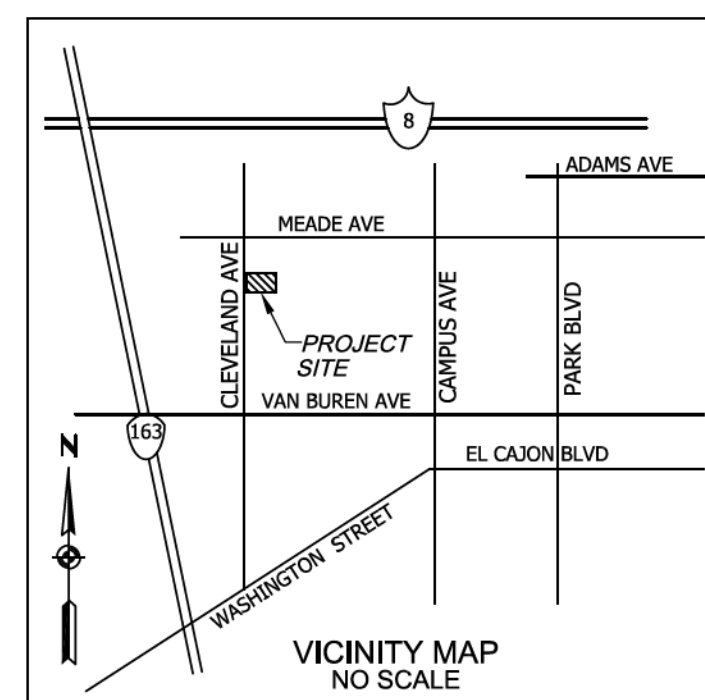 8
ADAMS AVE
MEADE AVE
CLEVELAND AVE
CAMPUS AVE
PARK BLVD
PROJECT
SITE
VAN BUREN AVE
163
N
EL CAJON BLVD
WASHINGTON STREET
VICINITY MAP
NO SCALE